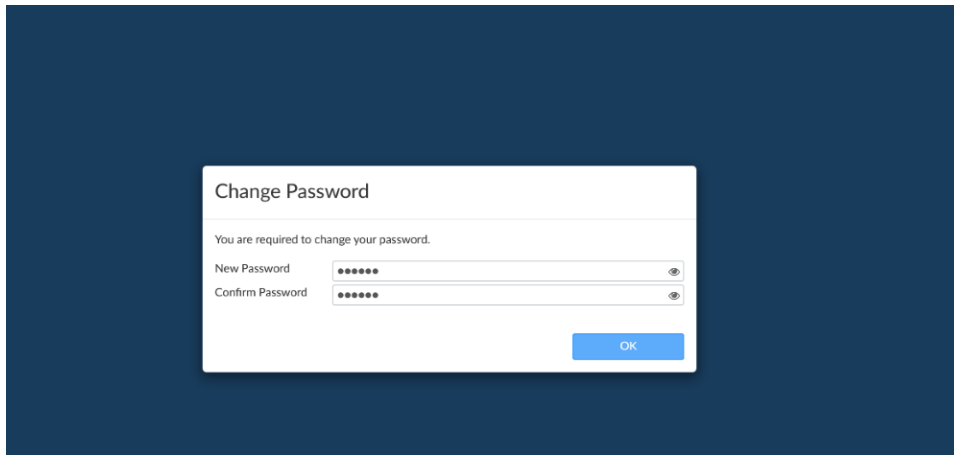 Change Password
You are required to change your password.
New Password
●●●●●●
Confirm Password
●●●●●●
OK